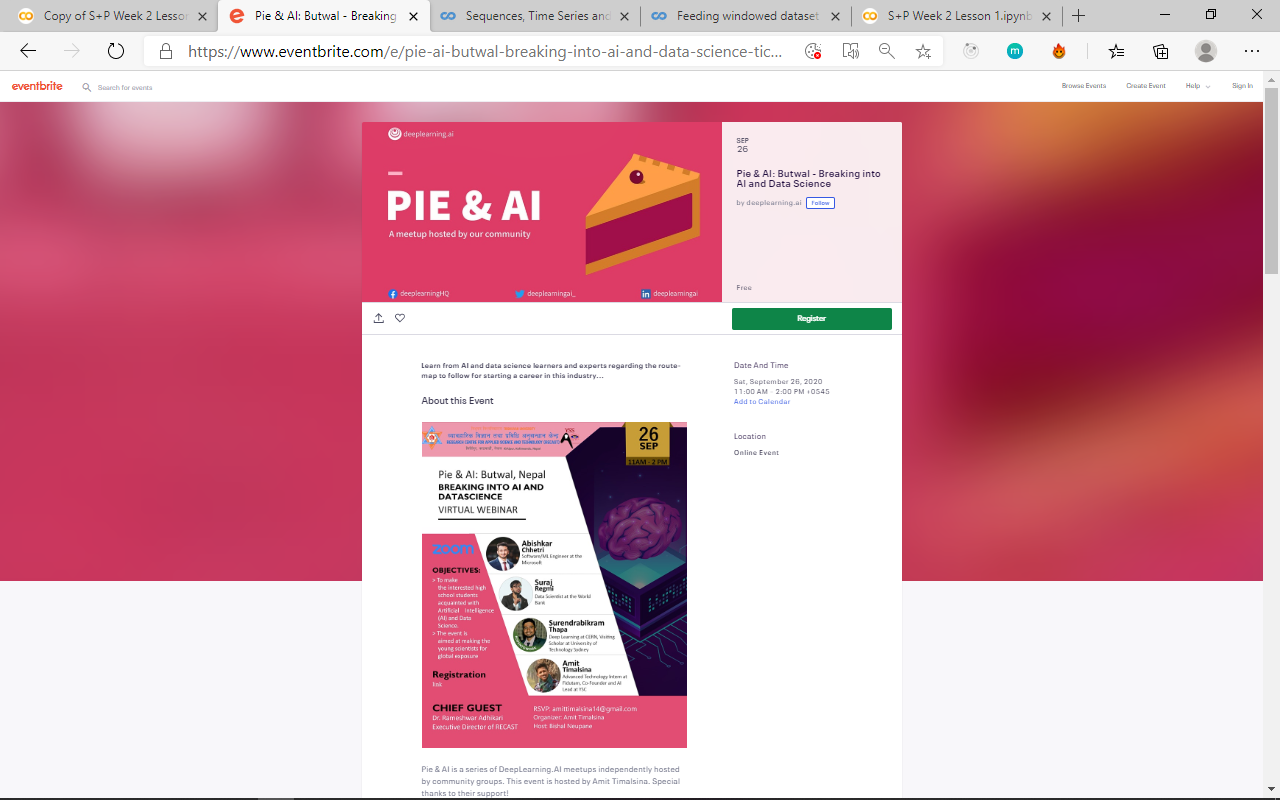 Copy of S+P Week 2 Lesson
Pie & AI: Butwal - Breaking
Sequences, Time Series and
Feeding windowed dataset
S+P Week 2 Lesson 1.ipynb
https://www.eventbrite.com/e/pie-ai-butwal-breaking-into-ai-and-data-science-tic...
m
eventbrite
Search for events
Browse Events
Create Event
Help
Sign In
deeplearning.ai
PIE & AI
A meetup hosted by our community
deeplearningHQ
deeplearningai_
deeplearningai
SEP
26
Pie & AI: Butwal - Breaking into
AI and Data Science
by deeplearning.ai
Follow
Free
Register
Learn from AI and data science learners and experts regarding the route-
map to follow for starting a career in this industry...
About this Event
Date And Time
Sat, September 26, 2020
11:00 AM – 2:00 PM +0545
Add to Calendar
Location
Online Event
व्यावहारिक विज्ञान तथा प्रविधि अनुसन्धान केन्द्र
RESEARCH CENTRE FOR APPLIED SCIENCE AND TECHNOLOGY (RECAST)
26
SEP
11AM - 2 PM
Pie & AI: Butwal, Nepal
BREAKING INTO AI AND
DATASCIENCE
VIRTUAL WEBINAR
zoom
OBJECTIVES:
> To make
the interested high
school students
acquainted with
Artificial Intelligence
(AI) and Data
Science.
> The event is
aimed at making the
young scientists for
global exposure
Registration
link
Abishkar
Chhetri
Software/ML Engineer at the
Microsoft
Suraj
Regmi
Data Scientist at the World
Bank
Surendrabikram
Thapa
Deep Learning at CERN, Visiting
Scholar at University of
Technology Sydney
Amit
Timalsina
Advanced Technology Intern at
Fidutam, Co-Founder and AI
Lead at YSC
CHIEF GUEST
Dr. Rameshwar Adhikari
Executive Director of RECAST
RSVP: amittimalsina14@gmail.com
Organizer: Amit Timalsina
Host: Bishal Neupane
Pie & AI is a series of DeepLearning.AI meetups independently hosted
by community groups. This event is hosted by Amit Timalsina. Special
thanks to their support!